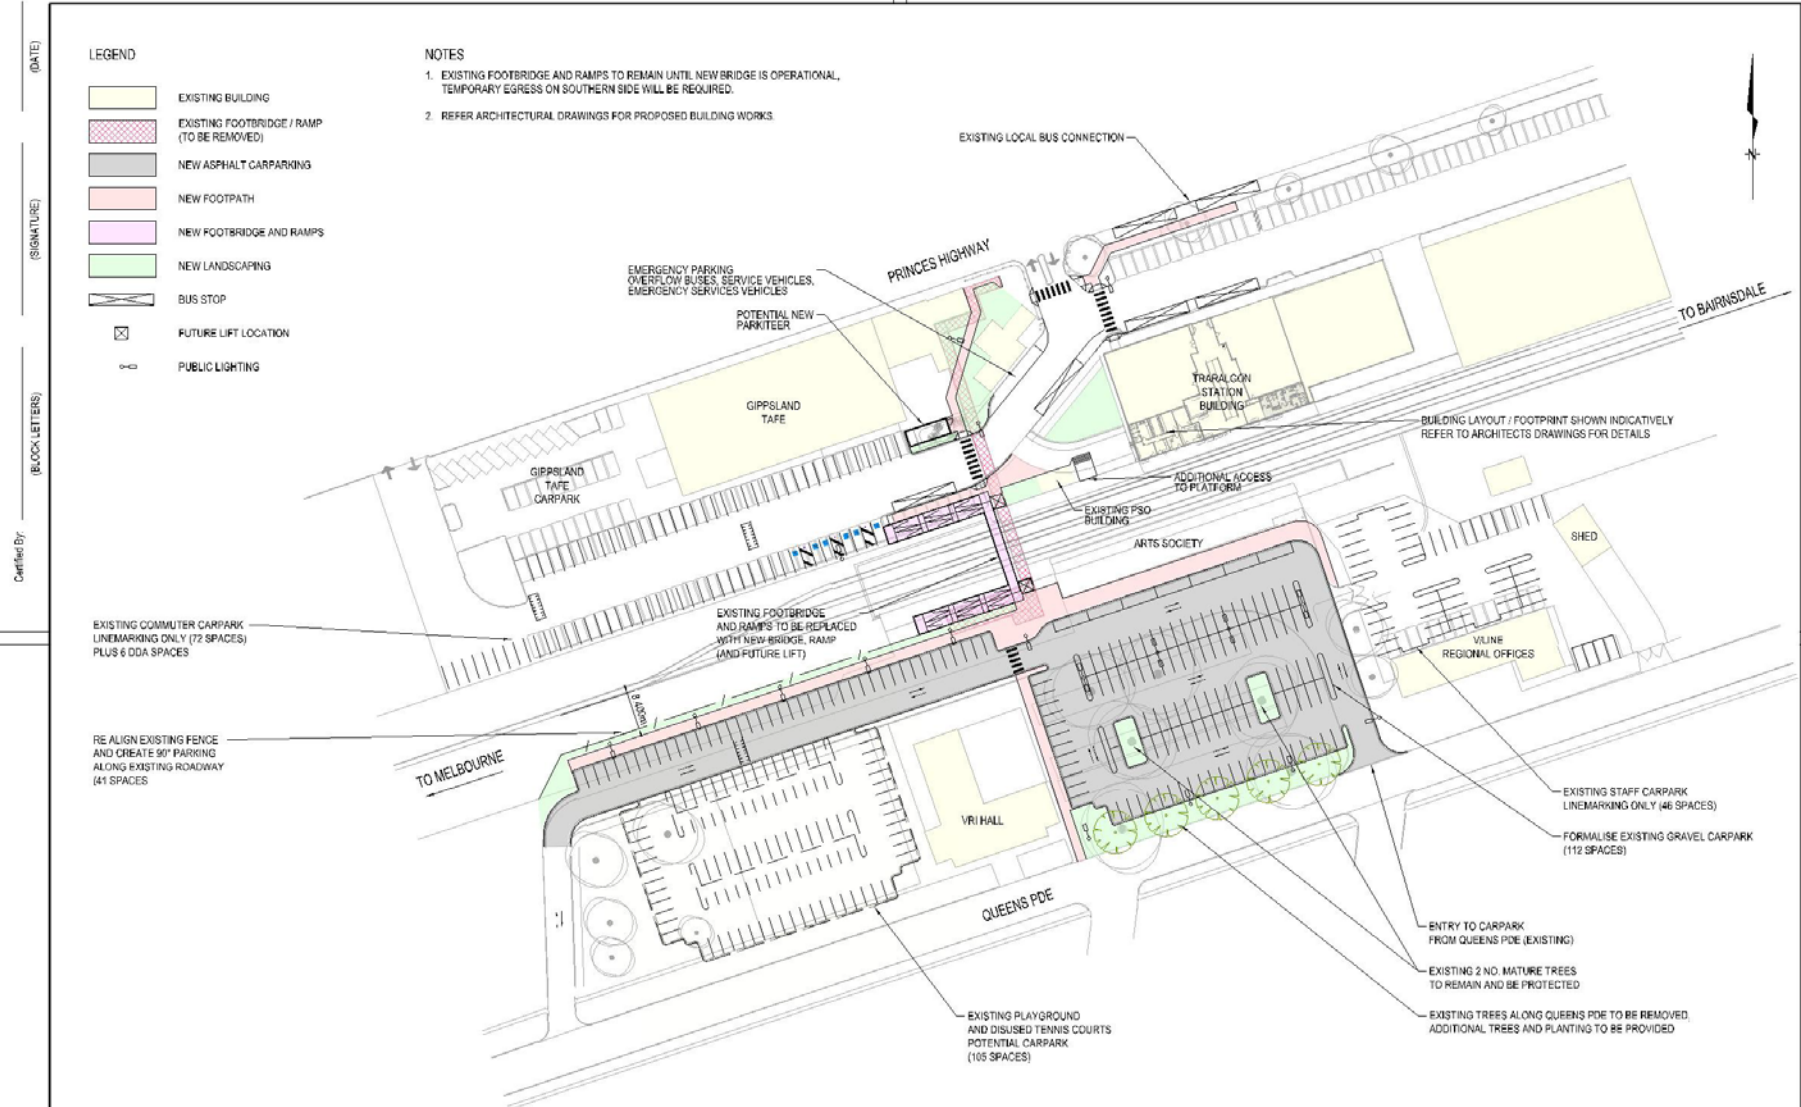 (DATE)
(SIGNATURE)
(BLOCK LETTERS)
Certified By:
LEGEND
EXISTING BUILDING
EXISTING FOOTBRIDGE / RAMP
(TO BE REMOVED)
NEW ASPHALT CARPARKING
NEW FOOTPATH
NEW FOOTBRIDGE AND RAMPS
NEW LANDSCAPING
BUS STOP
FUTURE LIFT LOCATION
PUBLIC LIGHTING
NOTES
1. EXISTING FOOTBRIDGE AND RAMPS TO REMAIN UNTIL NEW BRIDGE IS OPERATIONAL,
TEMPORARY EGRESS ON SOUTHERN SIDE WILL BE REQUIRED.
2. REFER ARCHITECTURAL DRAWINGS FOR PROPOSED BUILDING WORKS.
EXISTING LOCAL BUS CONNECTION
N
PRINCES HIGHWAY
EMERGENCY PARKING
OVERFLOW BUSES, SERVICE VEHICLES,
EMERGENCY SERVICES VEHICLES
POTENTIAL NEW
PARKITEER
TO BAIRNSDALE
TRARALGON
STATION
BUILDING
GIPPSLAND
TAFE
BUILDING LAYOUT / FOOTPRINT SHOWN INDICATIVELY
REFER TO ARCHITECTS DRAWINGS FOR DETAILS
GIPPSLAND
TAFE
CARPARK
ADDITIONAL ACCESS
TO PLATFORM
EXISTING PSO
BUILDING
ARTS SOCIETY
SHED
EXISTING COMMUTER CARPARK
LINEMARKING ONLY (72 SPACES)
PLUS 6 DDA SPACES
EXISTING FOOTBRIDGE
AND RAMPS TO BE REPLACED
WITH NEW BRIDGE, RAMP
(AND FUTURE LIFT)
V/LINE
REGIONAL OFFICES
RE ALIGN EXISTING FENCE
AND CREATE 90° PARKING
ALONG EXISTING ROADWAY
(41 SPACES
TO MELBOURNE
VRI HALL
EXISTING STAFF CARPARK
LINEMARKING ONLY (46 SPACES)
FORMALISE EXISTING GRAVEL CARPARK
(112 SPACES)
QUEENS PDE
ENTRY TO CARPARK
FROM QUEENS PDE (EXISTING)
EXISTING 2 NO. MATURE TREES
TO REMAIN AND BE PROTECTED
EXISTING PLAYGROUND
AND DISUSED TENNIS COURTS
POTENTIAL CARPARK
(105 SPACES)
EXISTING TREES ALONG QUEENS PDE TO BE REMOVED,
ADDITIONAL TREES AND PLANTING TO BE PROVIDED